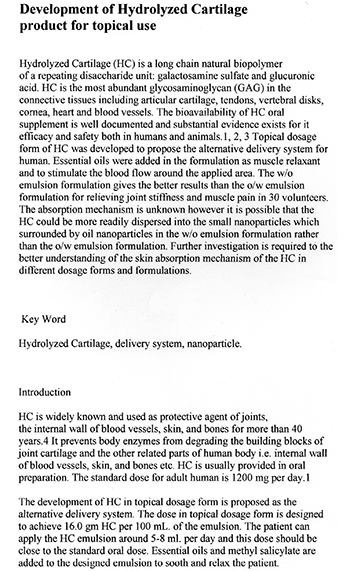 Development of Hydrolyzed Cartilage
product for topical use
Hydrolyzed Cartilage (HC) is a long chain natural biopolymer
of a repeating disaccharide unit: galactosamine sulfate and glucuronic
acid. HC is the most abundant glycosaminoglycan (GAG) in the
connective tissues including articular cartilage, tendons, vertebral disks,
cornea, heart and blood vessels. The bioavailability of HC oral
supplement is well documented and substantial evidence exists for it
efficacy and safety both in humans and animals.1, 2, 3 Topical dosage
form of HC was developed to propose the alternative delivery system for
human. Essential oils were added in the formulation as muscle relaxant
and to stimulate the blood flow around the applied area. The w/o
emulsion formulation gives the better results than the o/w emulsion
formulation for relieving joint stiffness and muscle pain in 30 volunteers.
The absorption mechanism is unknown however it is possible that the
HC could be more readily dispersed into the small nanoparticles which
surrounded by oil nanoparticles in the w/o emulsion formulation rather
than the o/w emulsion formulation. Further investigation is required to the
better understanding of the skin absorption mechanism of the HC in
different dosage forms and formulations.
Key Word
Hydrolyzed Cartilage, delivery system, nanoparticle.
Introduction
HC is widely known and used as protective agent of joints,
the internal wall of blood vessels, skin, and bones for more than 40
years.4 It prevents body enzymes from degrading the building blocks of
joint cartilage and the other related parts of human body i.e. internal wall
of blood vessels, skin, and bones etc. HC is usually provided in oral
preparation. The standard dose for adult human is 1200 mg per day.1
The development of HC in topical dosage form is proposed as the
alternative delivery system. The dose in topical dosage form is designed
to achieve 16.0 gm HC per 100 mL. of the emulsion. The patient can
apply the HC emulsion around 5-8 ml. per day and this dose should be
close to the standard oral dose. Essential oils and methyl salicylate are
added to the designed emulsion to sooth and relax the patient.